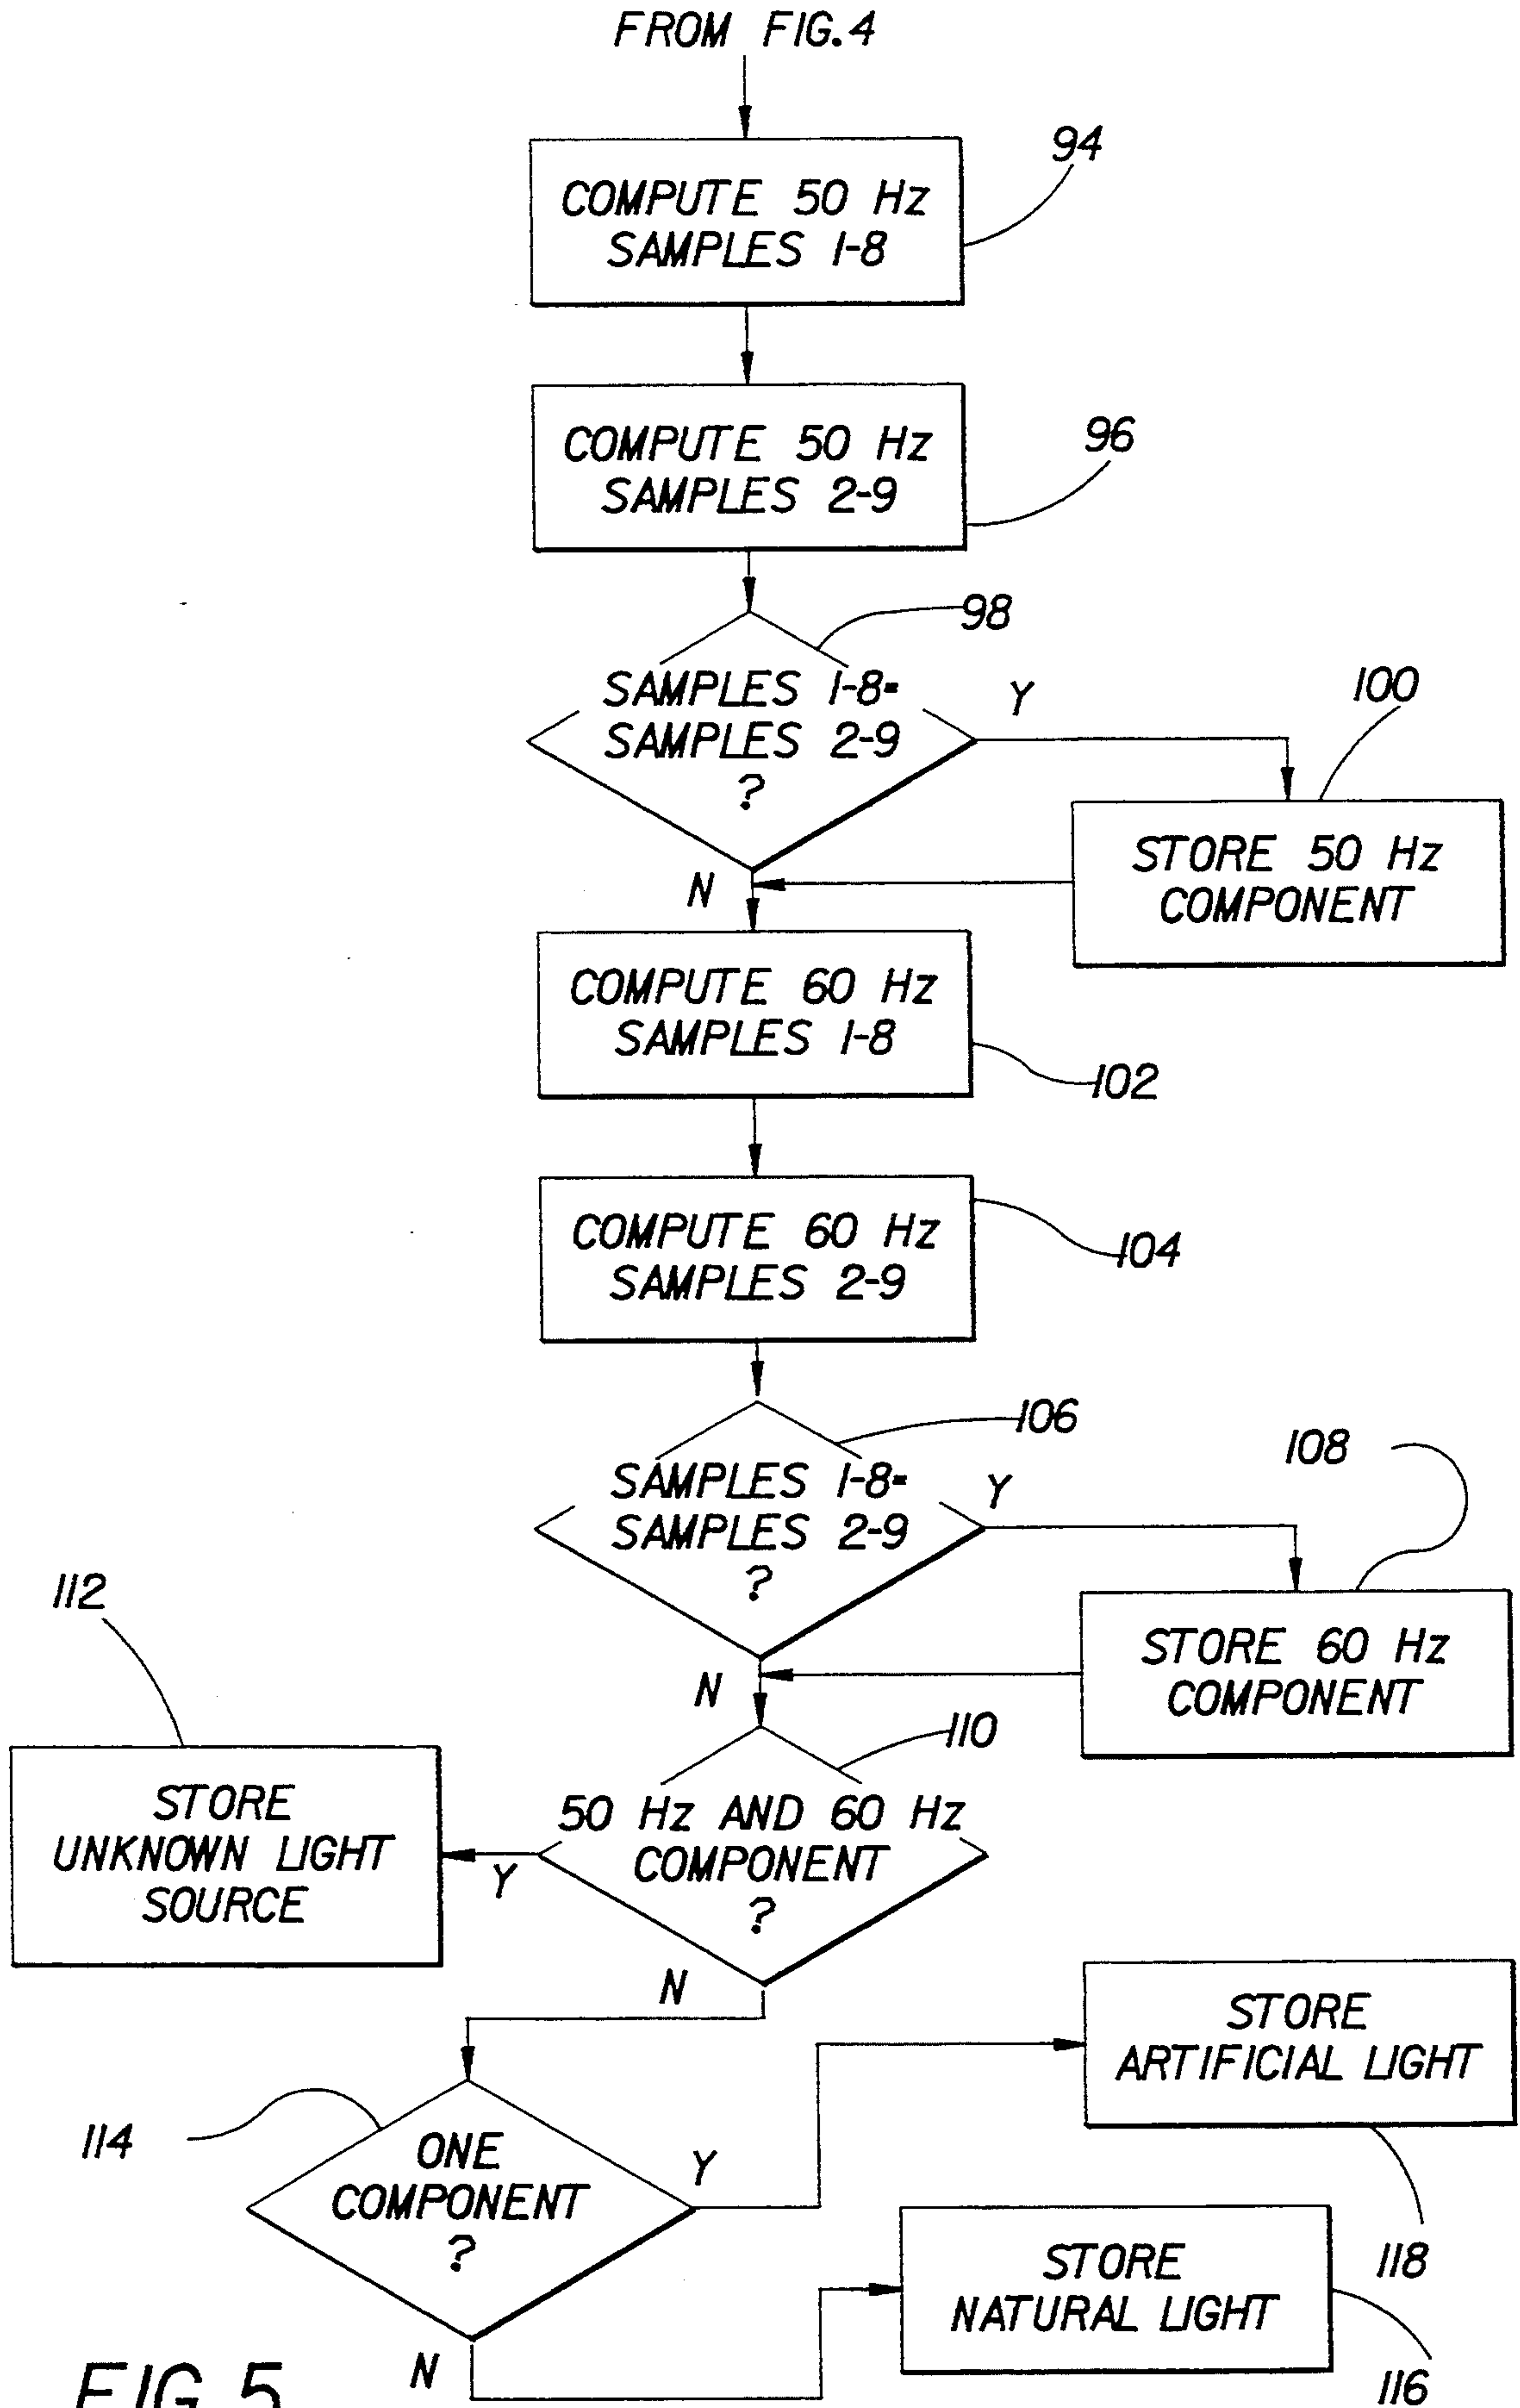 FROM FIG.4
94
COMPUTE 50 Hz
SAMPLES 1-8
96
COMPUTE 50 Hz
SAMPLES 2-9
98
SAMPLES 1-8=
SAMPLES 2-9
?
Y
100
N
STORE 50 Hz
COMPONENT
COMPUTE 60 Hz
SAMPLES 1-8
102
COMPUTE 60 Hz
SAMPLES 2-9
104
106
SAMPLES 1-8=
SAMPLES 2-9
?
Y
108
N
STORE 60 Hz
COMPONENT
112
110
STORE
UNKNOWN LIGHT
SOURCE
Y
50 Hz AND 60 Hz
COMPONENT
?
N
STORE
ARTIFICIAL LIGHT
118
114
ONE
COMPONENT
?
Y
N
STORE
NATURAL LIGHT
116
FIG.5